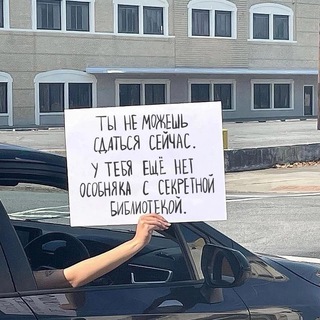 ТЫ НЕ МОЖЕШЬ
СДАТЬСЯ СЕЙЧАС.
У ТЕБЯ ЕЩЁ НЕТ
ОСОБНЯКА С СЕКРЕТНОЙ
БИБЛИОТЕКОЙ.